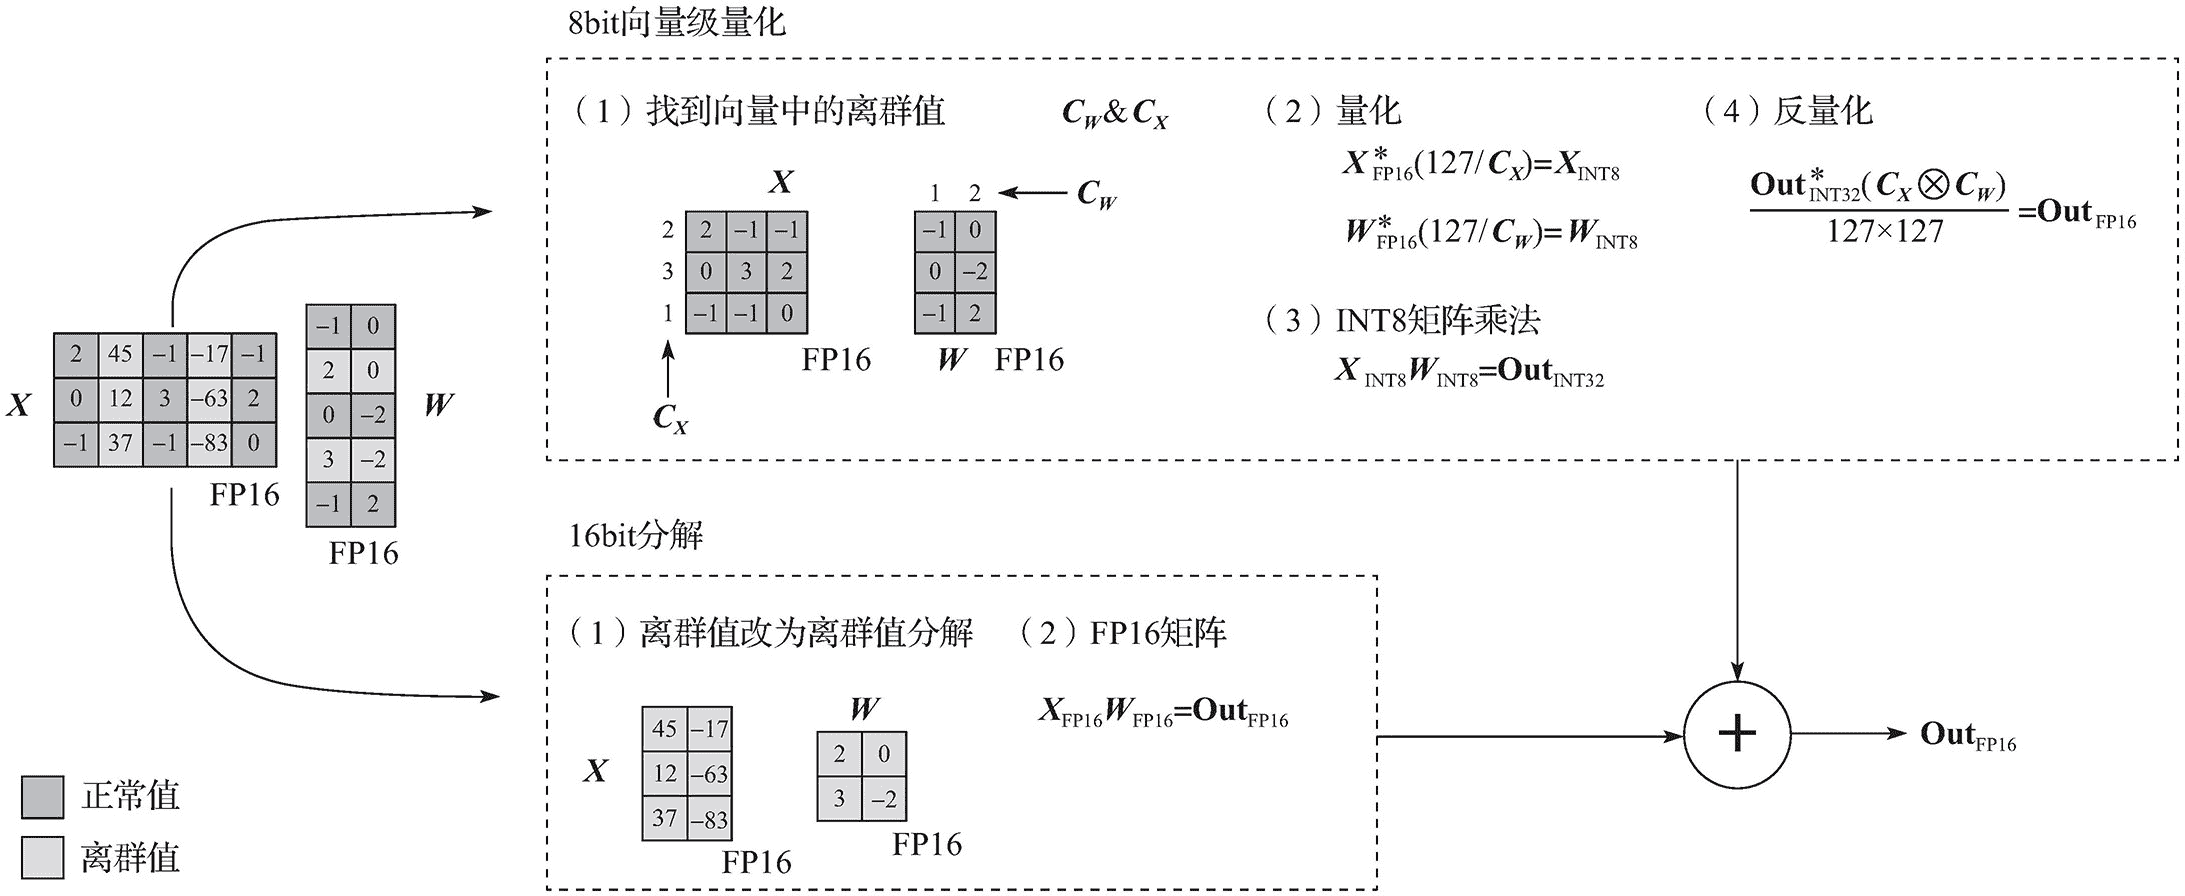 8bit向量级量化
(1)找到向量中的离群值 C_W&C_X
X
2 2 –1 –1
3 0 3 2
1 –1 –1 0
FP16
C_X
1 2 C_W
–1 0
0 –2
–1 2
W FP16
(2)量化
X*_FP16(127/C_X)=X_INT8
W*_FP16(127/C_W)=W_INT8
(3)INT8矩阵乘法
X_INT8W_INT8=Out_INT32
(4)反量化
Out*_INT32(C_X⊗C_W)
127×127
=Out_FP16
X
2 45 –1 –17 –1
0 12 3 –63 2
–1 37 –1 –83 0
FP16
–1 0
2 0
0 –2
3 –2
–1 2
W
FP16
16bit分解
(1)离群值改为离群值分解
X
45 –17
12 –63
37 –83
FP16
W
2 0
3 –2
FP16
(2)FP16矩阵
X_FP16W_FP16=Out_FP16
+
Out_FP16
正常值
离群值